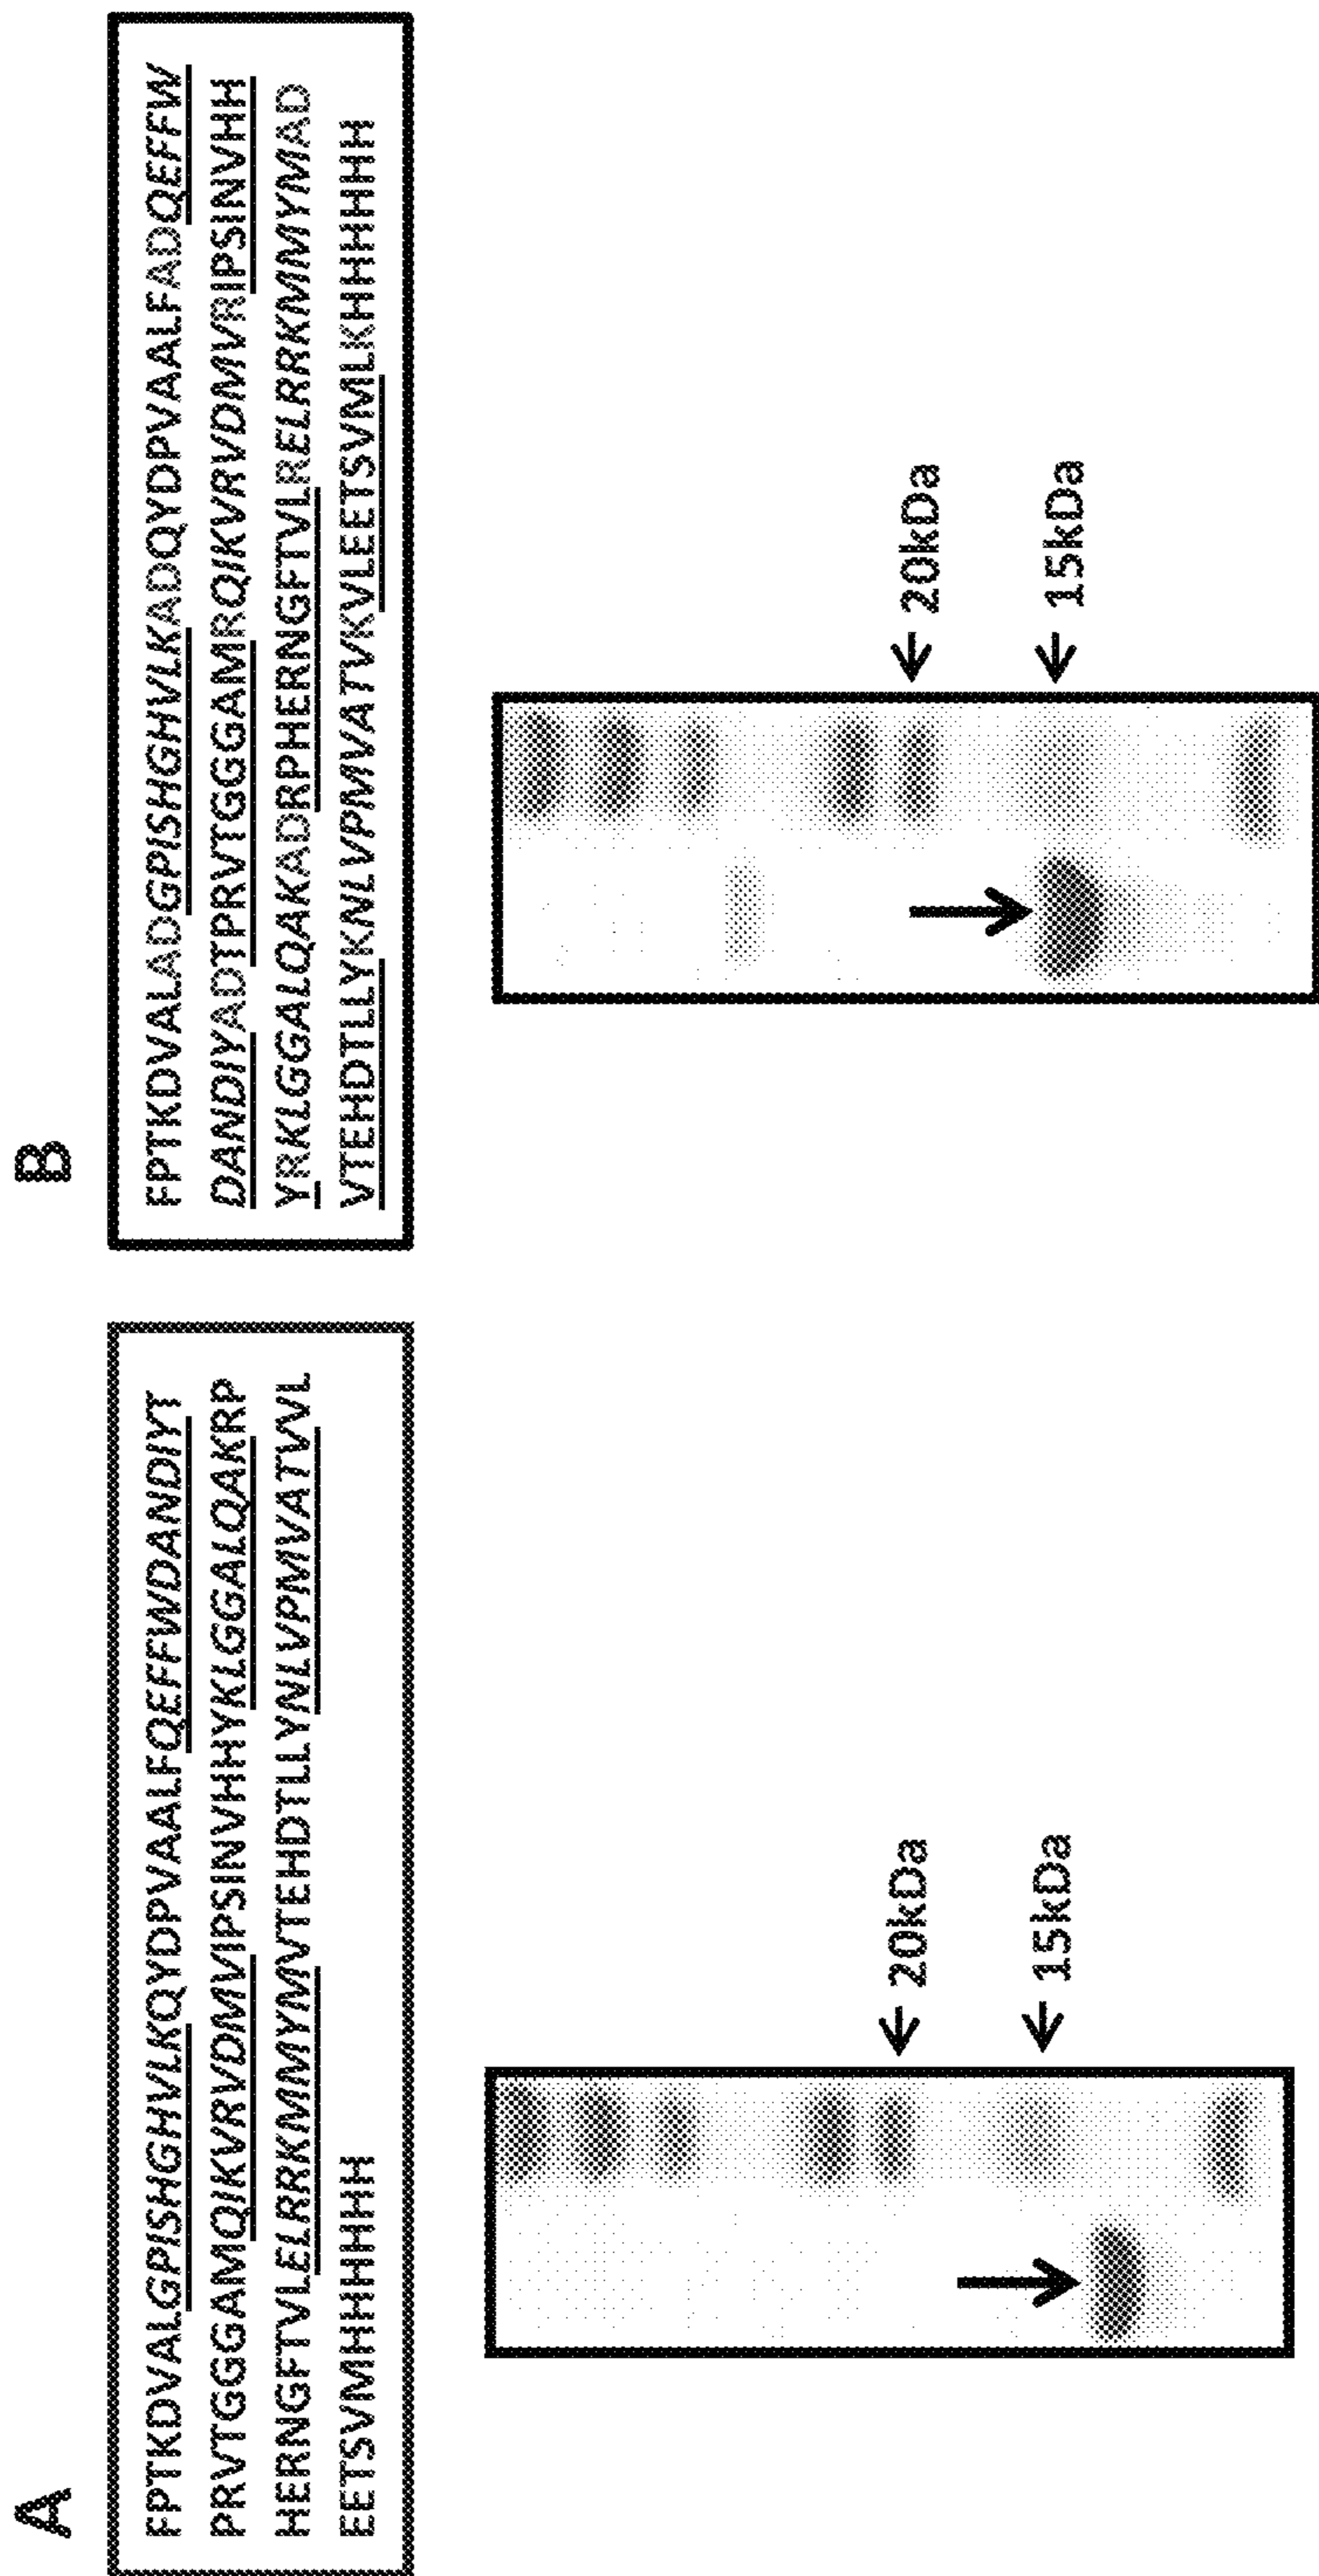 A
FPTKDVALGPISHGHVLKQYDPVAALFQEFFWDANDIYT
PRVTGGGAMQIKVRVDMVIPSINVHHYKLGGALQAKRP
HERNGFTVLELRRKMMYMVTEHDTLLYNLVPMVATVVL
EETSVMHHHHHH
20kDa
15kDa
B
FPTKDVALADGPISHGHVLKADQYDPVAALFADQEFFW
DANDIYADTPRVTGGGAMRQIKVRVDMVRIPSINVHH
YRKLGGALQAKADRPHERNGFTVLRELRRKMMYMAD
VTEHDTLLYKNLVPMVATVKVLEETSVMLKHHHHHH
20kDa
15kDa